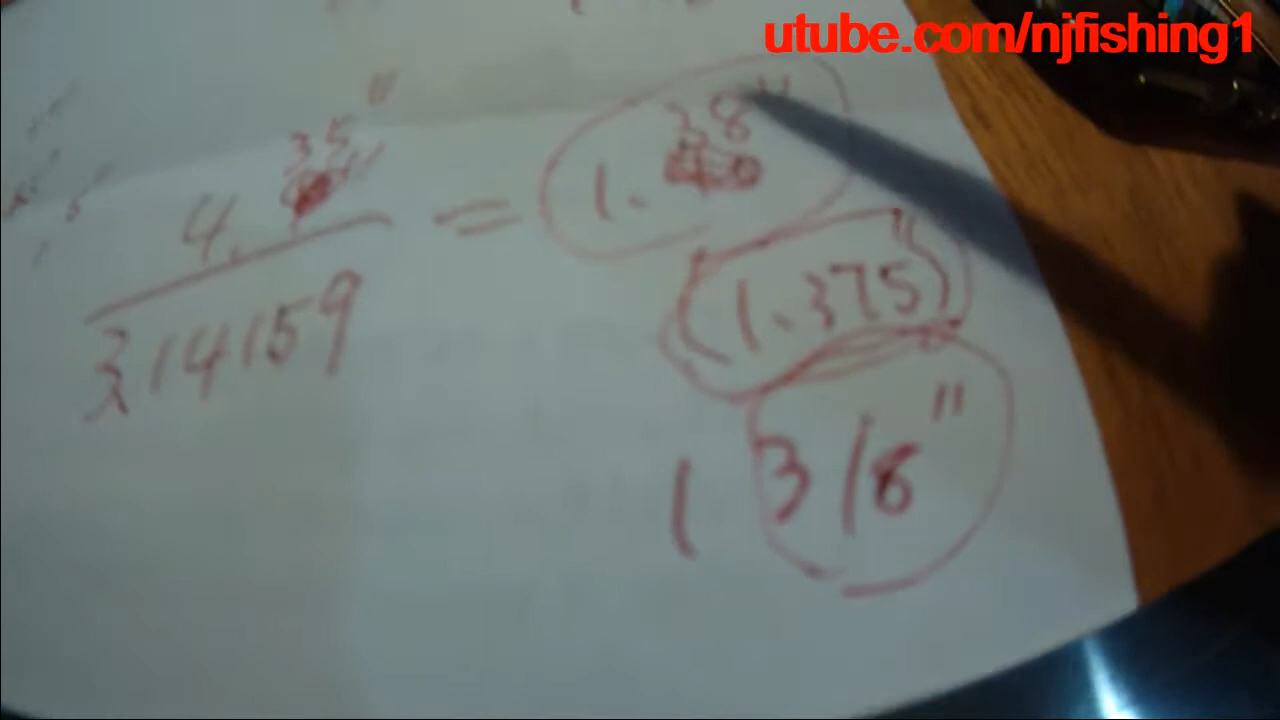 utube.com/njfishing1
4.35" = 1.38"
3.14159
1.375"
1 3/8"